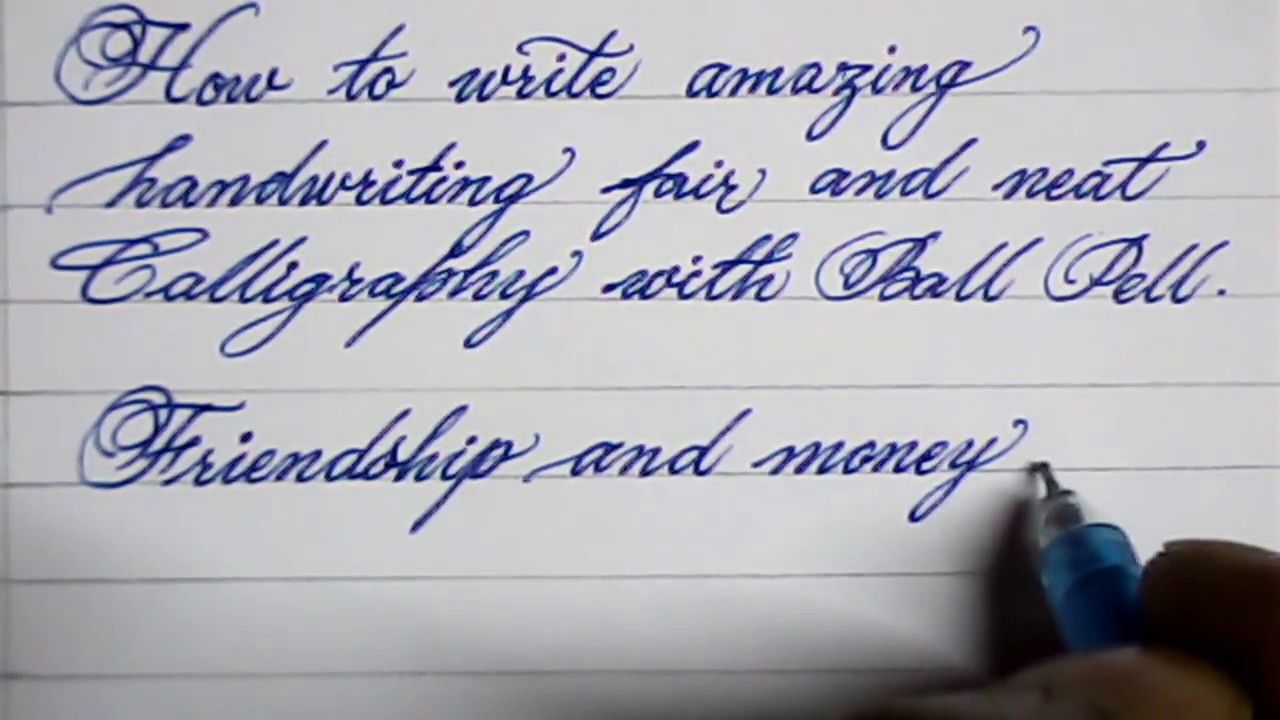 How to write amazing
handwriting fair and neat
Calligraphy with Ball Pell.
Friendship and money